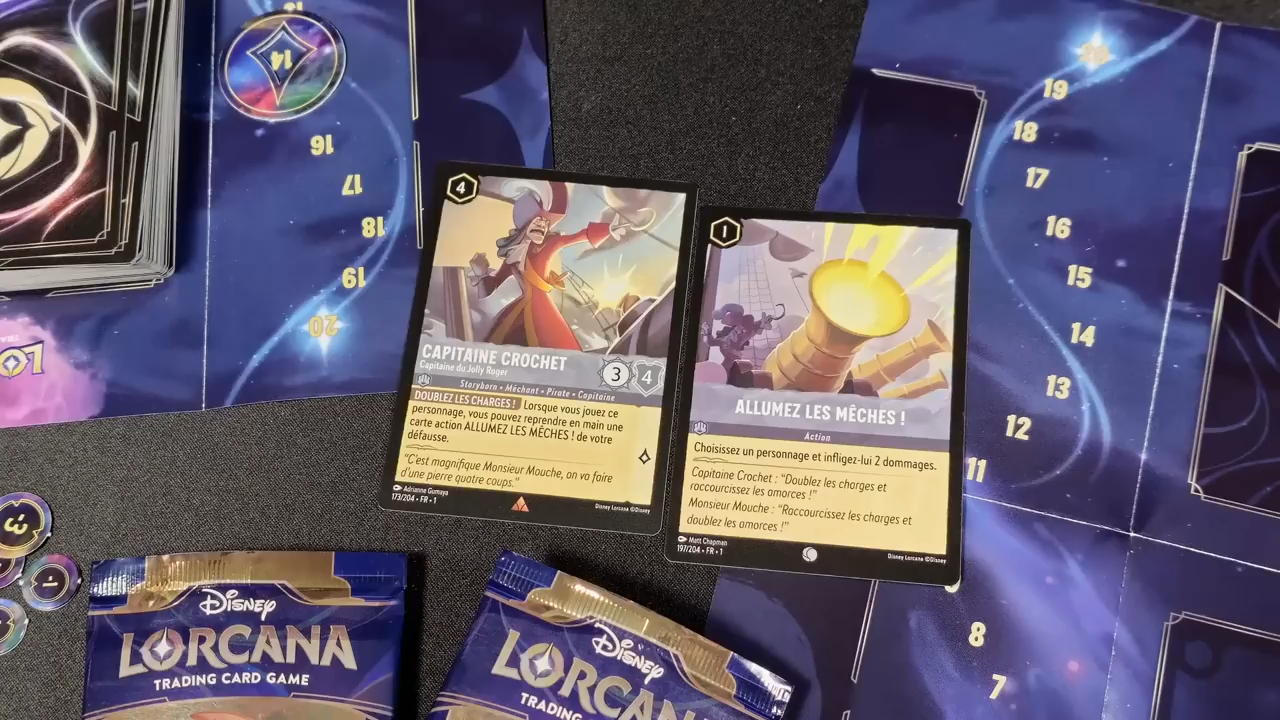 14
16
17
18
19
20
LO
3
1
19
18
17
16
15
14
13
12
11
8
7
4
CAPITAINE CROCHET
Capitaine du Jolly Roger
3
4
Storyborn • Méchant • Pirate • Capitaine
DOUBLEZ LES CHARGES ! Lorsque vous jouez ce
personnage, vous pouvez reprendre en main une
carte action ALLUMEZ LES MÊCHES ! de votre
défausse.
"C'est magnifique Monsieur Mouche, on va faire
d'une pierre quatre coups."
Adrianne Gumaya
173/204 • FR • 1
Disney Lorcana ©Disney
1
ALLUMEZ LES MÊCHES !
Action
Choisissez un personnage et infligez-lui 2 dommages.
Capitaine Crochet : "Doublez les charges et
raccourcissez les amorces !"
Monsieur Mouche : "Raccourcissez les charges et
doublez les amorces !"
Matt Chapman
197/204 • FR • 1
Disney Lorcana ©Disney
DISNEY
LORCANA
TRADING CARD GAME
DISNEY
LORCANA
TRADING